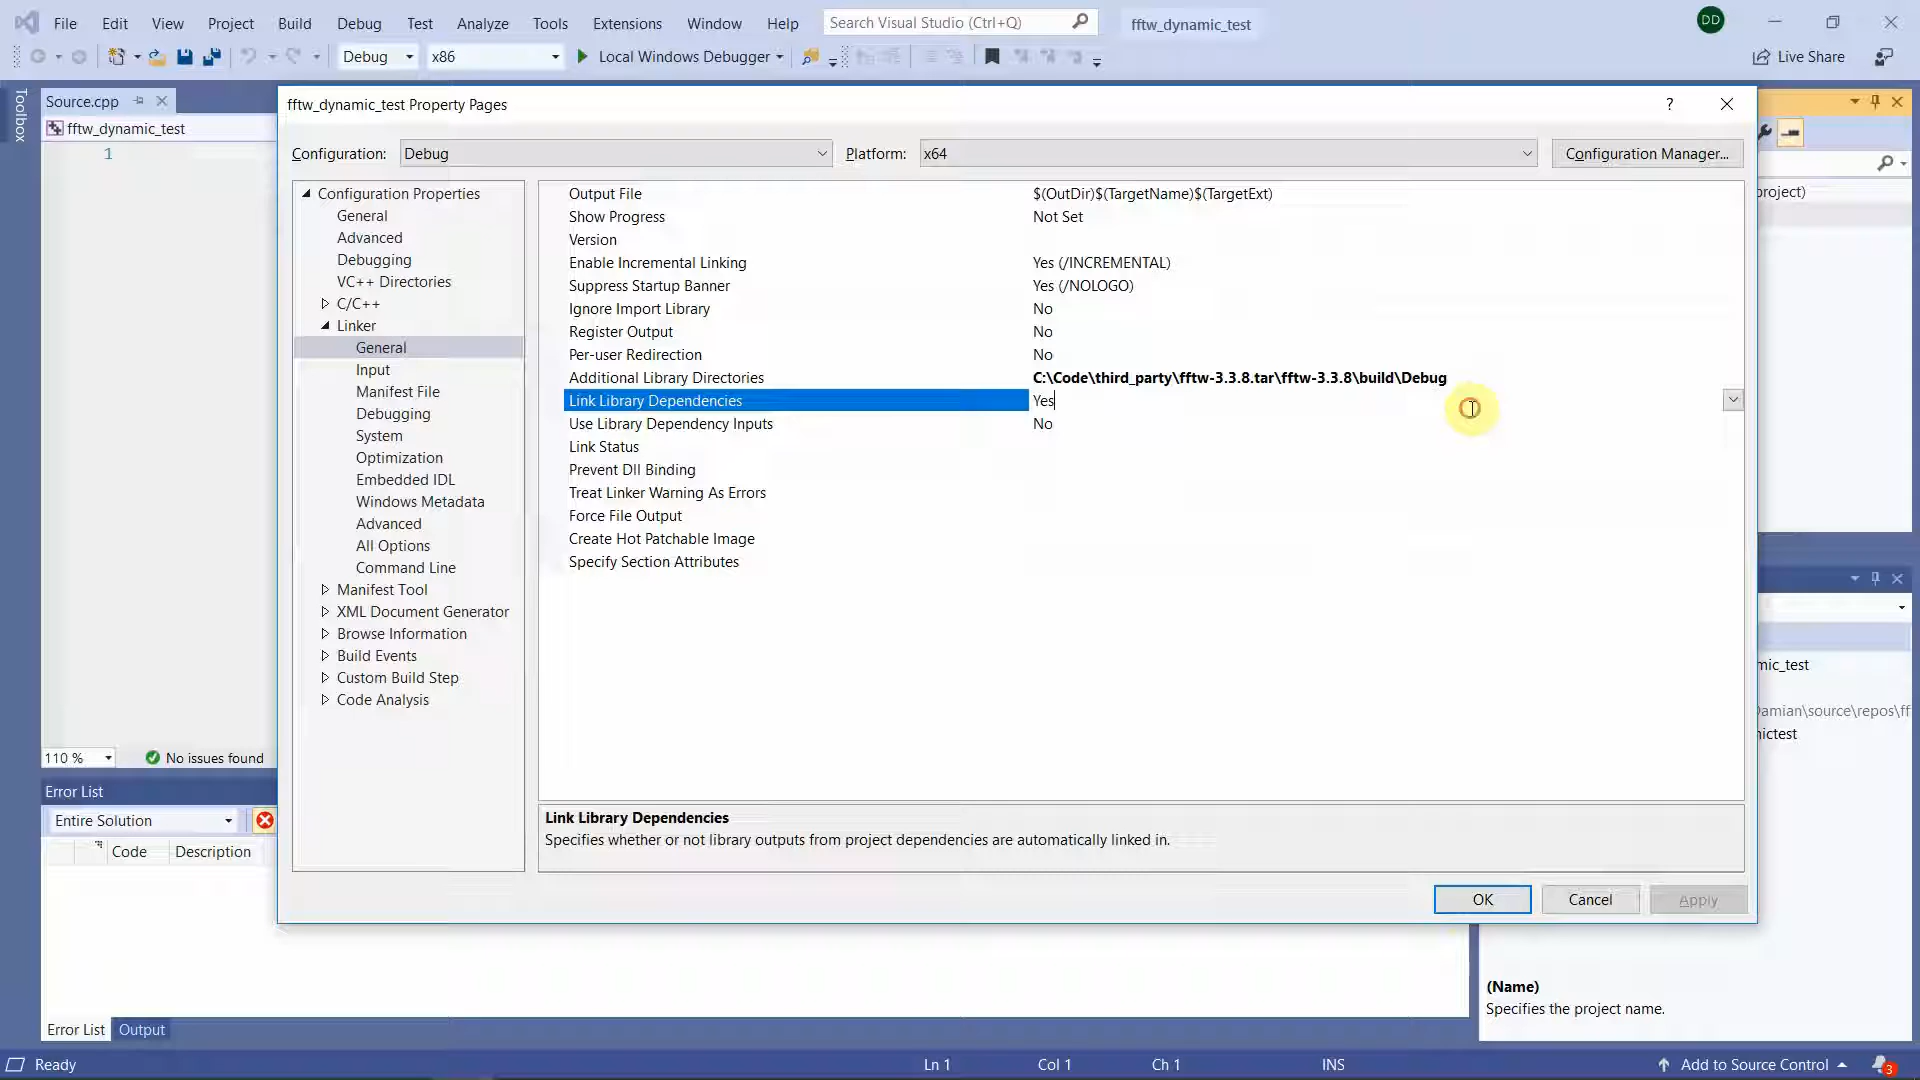 File Edit View Project Build Debug Test Analyze Tools Extensions Window Help Search Visual Studio (Ctrl+Q) fftw_dynamic_test DD
Debug x86 Local Windows Debugger Live Share
Toolbox
Source.cpp
fftw_dynamic_test
1
fftw_dynamic_test Property Pages ?
Configuration: Debug Platform: x64 Configuration Manager...
Configuration Properties
General
Advanced
Debugging
VC++ Directories
C/C++
Linker
General
Input
Manifest File
Debugging
System
Optimization
Embedded IDL
Windows Metadata
Advanced
All Options
Command Line
Manifest Tool
XML Document Generator
Browse Information
Build Events
Custom Build Step
Code Analysis
Output File $(OutDir)$(TargetName)$(TargetExt)
Show Progress Not Set
Version
Enable Incremental Linking Yes (/INCREMENTAL)
Suppress Startup Banner Yes (/NOLOGO)
Ignore Import Library No
Register Output No
Per-user Redirection No
Additional Library Directories C:\Code\third_party\fftw-3.3.8.tar\fftw-3.3.8\build\Debug
Link Library Dependencies Yes
Use Library Dependency Inputs No
Link Status
Prevent Dll Binding
Treat Linker Warning As Errors
Force File Output
Create Hot Patchable Image
Specify Section Attributes
Link Library Dependencies
Specifies whether or not library outputs from project dependencies are automatically linked in.
OK Cancel Apply
project)
mic_test
Damian\source\repos\ff
mictest
110 % No issues found
Error List
Entire Solution
Code Description
Error List Output
(Name)
Specifies the project name.
Ready Ln 1 Col 1 Ch 1 INS Add to Source Control 3